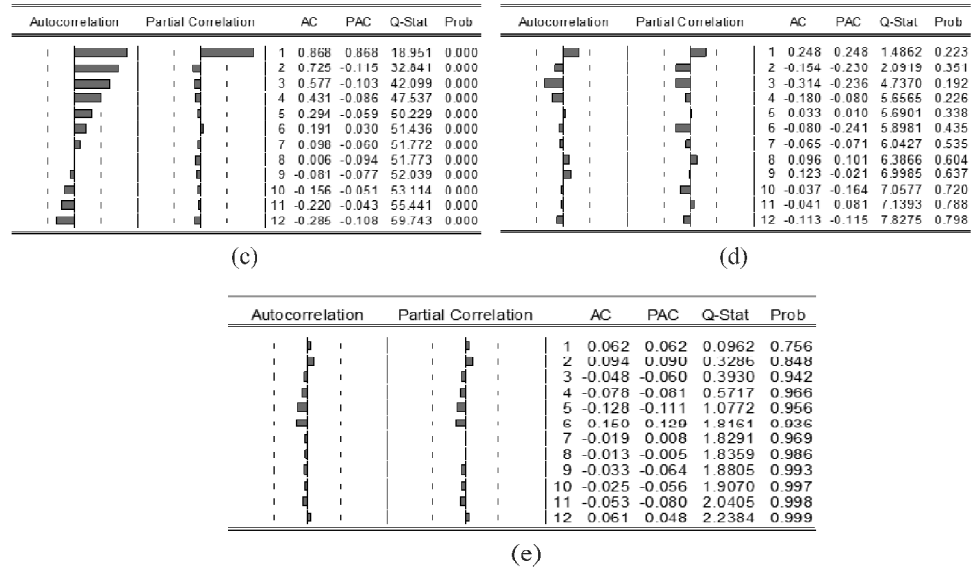 Autocorrelation Partial Correlation AC PAC Q-Stat Prob
1 0.868 0.868 18.951 0.000
2 0.725 -0.115 32.841 0.000
3 0.577 -0.103 42.099 0.000
4 0.431 -0.086 47.537 0.000
5 0.294 -0.059 50.229 0.000
6 0.191 0.030 51.436 0.000
7 0.098 -0.060 51.772 0.000
8 0.006 -0.094 51.773 0.000
9 -0.081 -0.077 52.039 0.000
10 -0.156 -0.051 53.114 0.000
11 -0.220 -0.043 55.441 0.000
12 -0.285 -0.108 59.743 0.000
(c)
Autocorrelation Partial Correlation AC PAC Q-Stat Prob
1 0.248 0.248 1.4862 0.223
2 -0.154 -0.230 2.0919 0.351
3 -0.314 -0.236 4.7370 0.192
4 -0.180 -0.080 5.6565 0.226
5 0.033 0.010 5.6901 0.338
6 -0.080 -0.241 5.8981 0.435
7 -0.065 -0.071 6.0427 0.535
8 0.096 0.101 6.3866 0.604
9 0.123 -0.021 6.9985 0.637
10 -0.037 -0.164 7.0577 0.720
11 -0.041 0.081 7.1393 0.788
12 -0.113 -0.115 7.8275 0.798
(d)
Autocorrelation Partial Correlation AC PAC Q-Stat Prob
1 0.062 0.062 0.0962 0.756
2 0.094 0.090 0.3286 0.848
3 -0.048 -0.060 0.3930 0.942
4 -0.078 -0.081 0.5717 0.966
5 -0.128 -0.111 1.0772 0.956
6 0.150 0.129 1.8161 0.936
7 -0.019 0.008 1.8291 0.969
8 -0.013 -0.005 1.8359 0.986
9 -0.033 -0.064 1.8805 0.993
10 -0.025 -0.056 1.9070 0.997
11 -0.053 -0.080 2.0405 0.998
12 0.061 0.048 2.2384 0.999
(e)